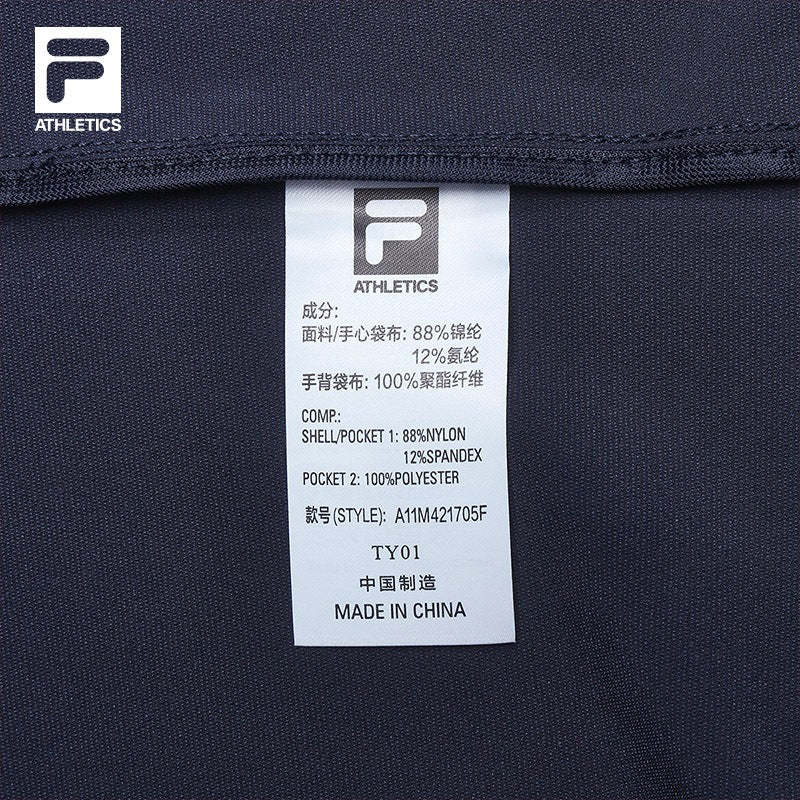 ATHLETICS
ATHLETICS
成分:
面料/手心袋布: 88%锦纶
12%氨纶
手背袋布: 100%聚酯纤维
COMP.:
SHELL/POCKET 1: 88%NYLON
12%SPANDEX
POCKET 2: 100%POLYESTER
款号(STYLE): A11M421705F
TY01
中国制造
MADE IN CHINA